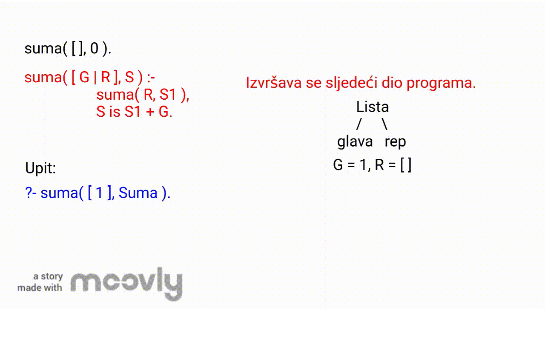 suma( [ ], 0 ).
suma( [ G | R ], S ) :-
suma( R, S1 ),
S is S1 + G.
Upit:
?- suma( [ 1 ], Suma ).
Izvršava se sljedeći dio programa.
Lista
/ \
glava rep
G = 1, R = [ ]
a story
made with moovly